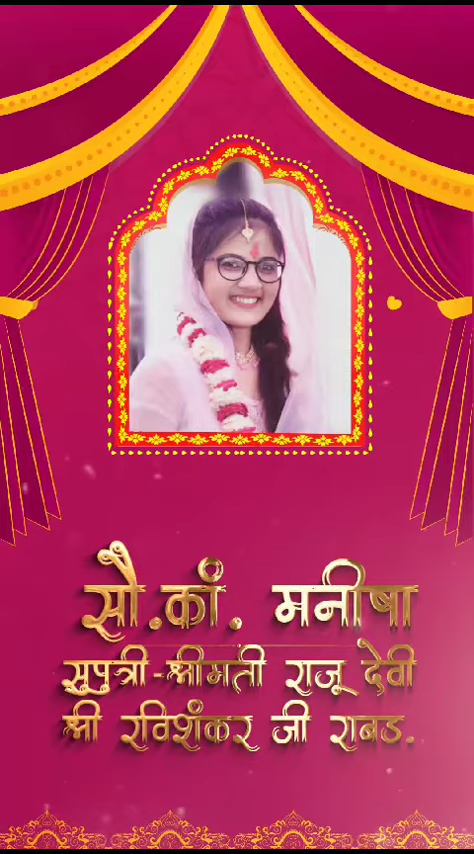 सौ.कां. मनीषा
सुपुत्री-श्रीमती राजू देवी
श्री रविशंकर जी राबड.